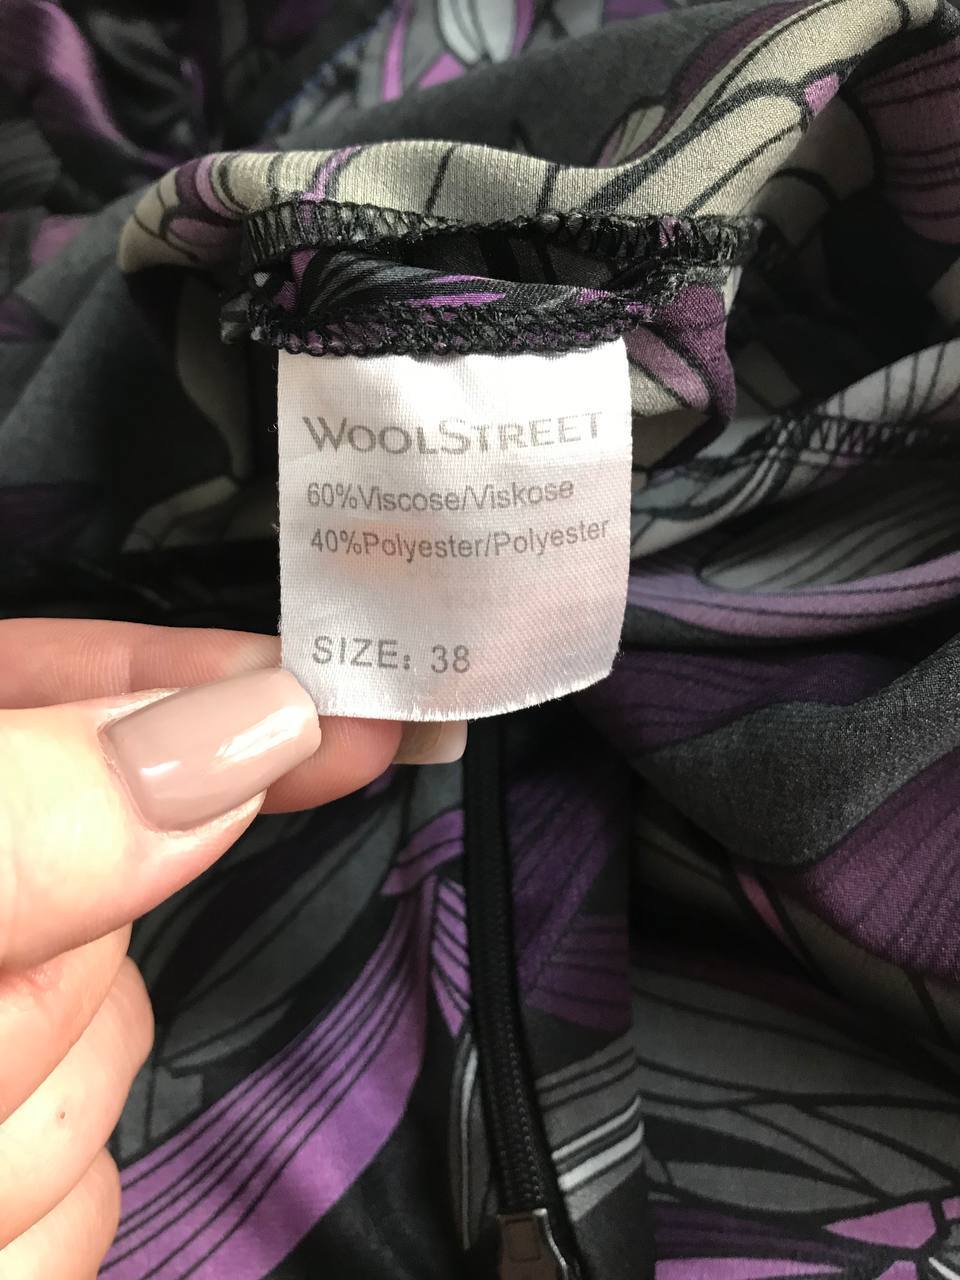 WOOLSTREET
60%Viscose/Viskose
40%Polyester/Polyester
SIZE: 38